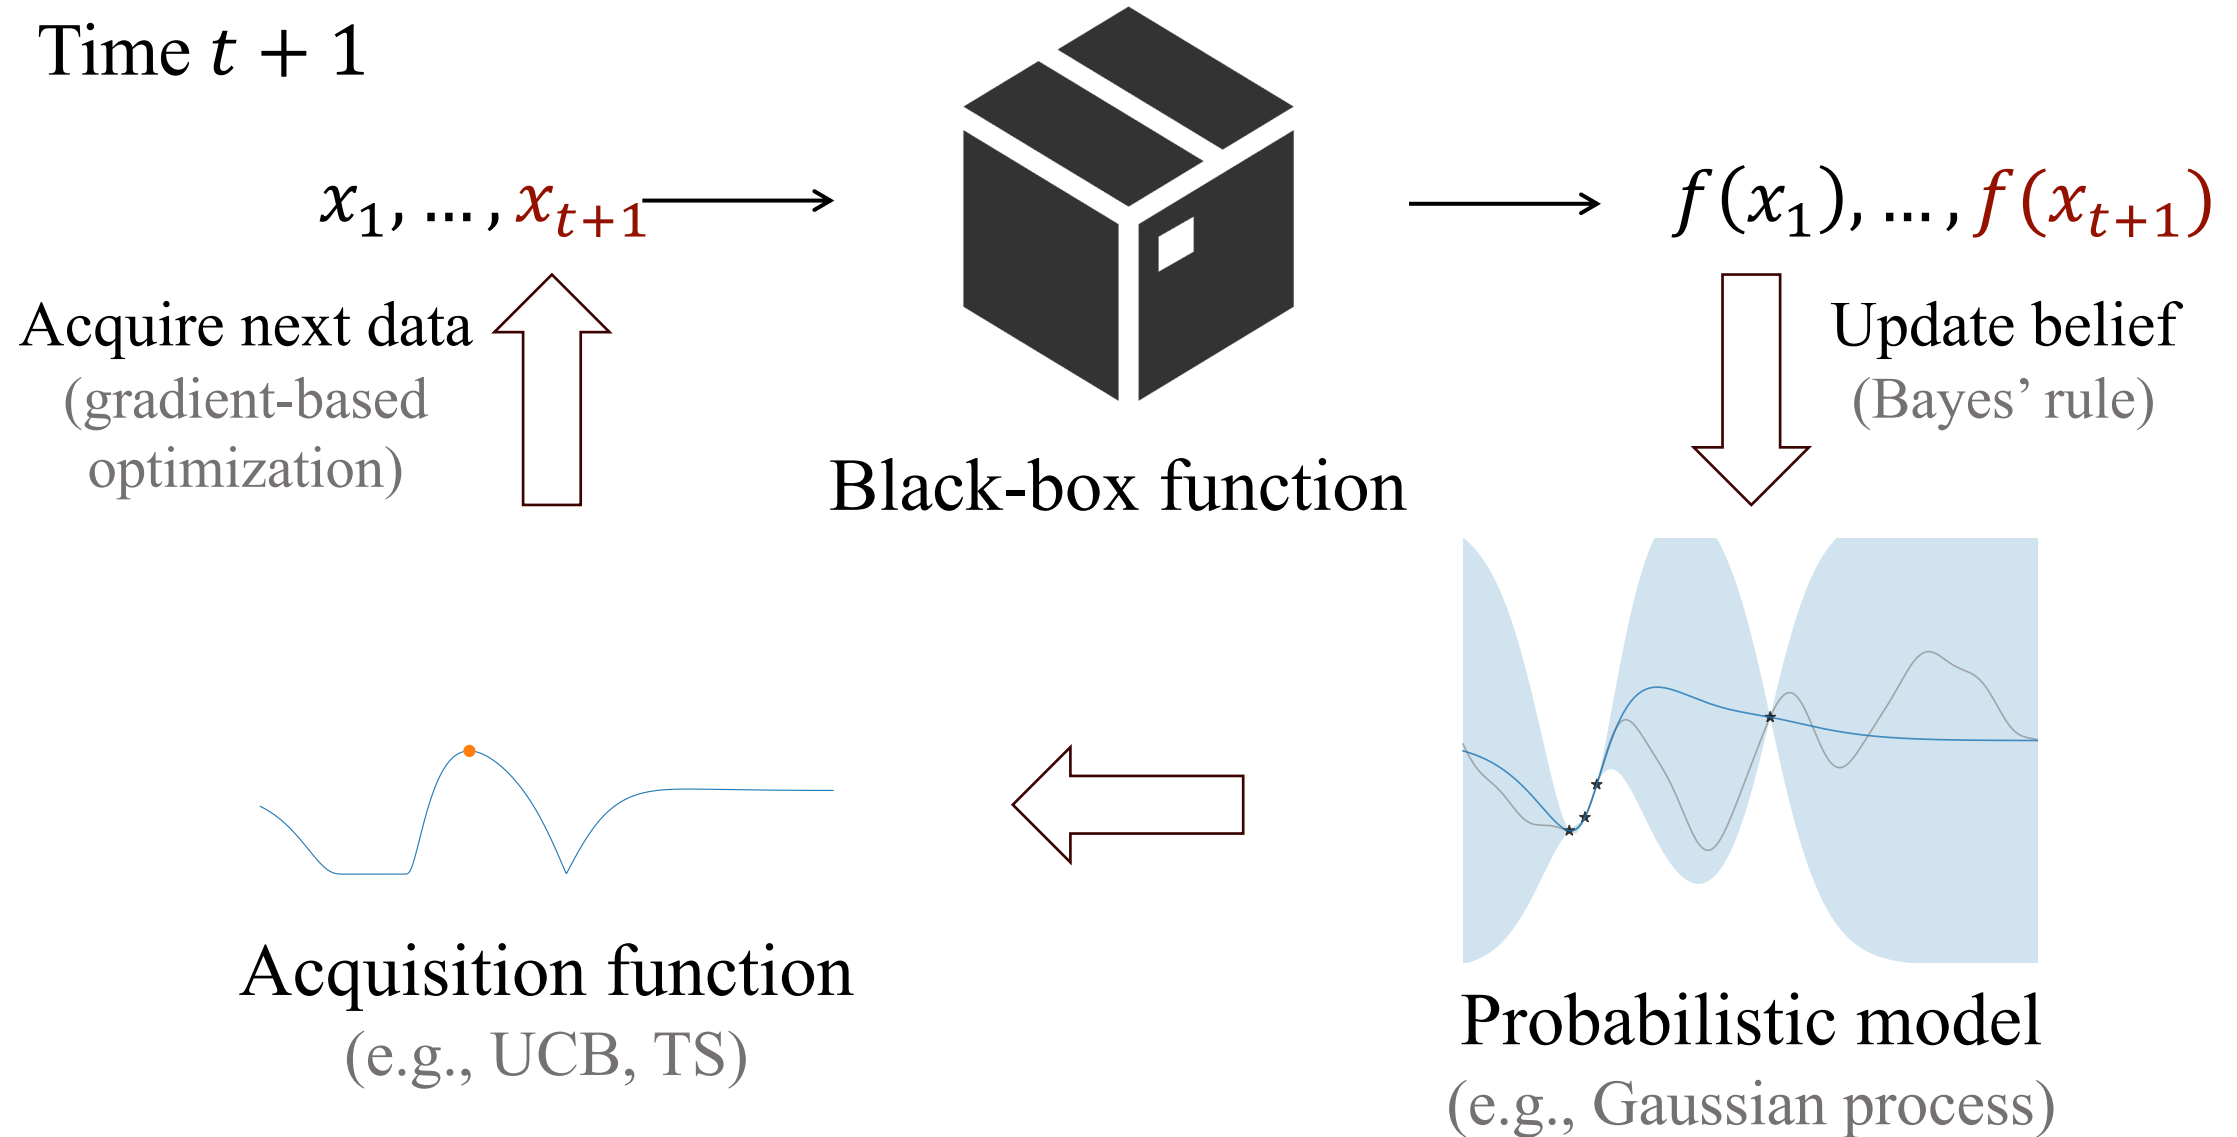 Time t + 1
x₁, … , xₜ₊₁
f(x₁), … , f(xₜ₊₁)
Acquire next data
(gradient-based
optimization)
Black-box function
Update belief
(Bayes’ rule)
Acquisition function
(e.g., UCB, TS)
Probabilistic model
(e.g., Gaussian process)